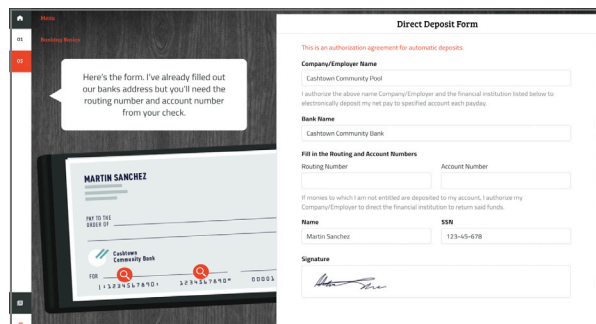 Menu
01
Banking Basics
03
Here's the form. I've already filled out
our banks address but you'll need the
routing number and account number
from your check.
MARTIN SANCHEZ
PAY TO THE
ORDER OF
Cashtown
Community Bank
FOR
|:1234567890:
1234567890"
00001
Direct Deposit Form
This is an authorization agreement for automatic deposits.
Company/Employer Name
Cashtown Community Pool
I authorize the above name Company/Employer and the financial institution listed below to
electronically deposit my net pay to specified account each payday.
Bank Name
Cashtown Community Bank
Fill in the Routing and Account Numbers
Routing Number
Account Number
If monies to which I am not entitled are deposited to my account, I authorize my
Company/Employer to direct the financial institution to return said funds.
Name
SSN
Martin Sanchez
123-45-678
Signature